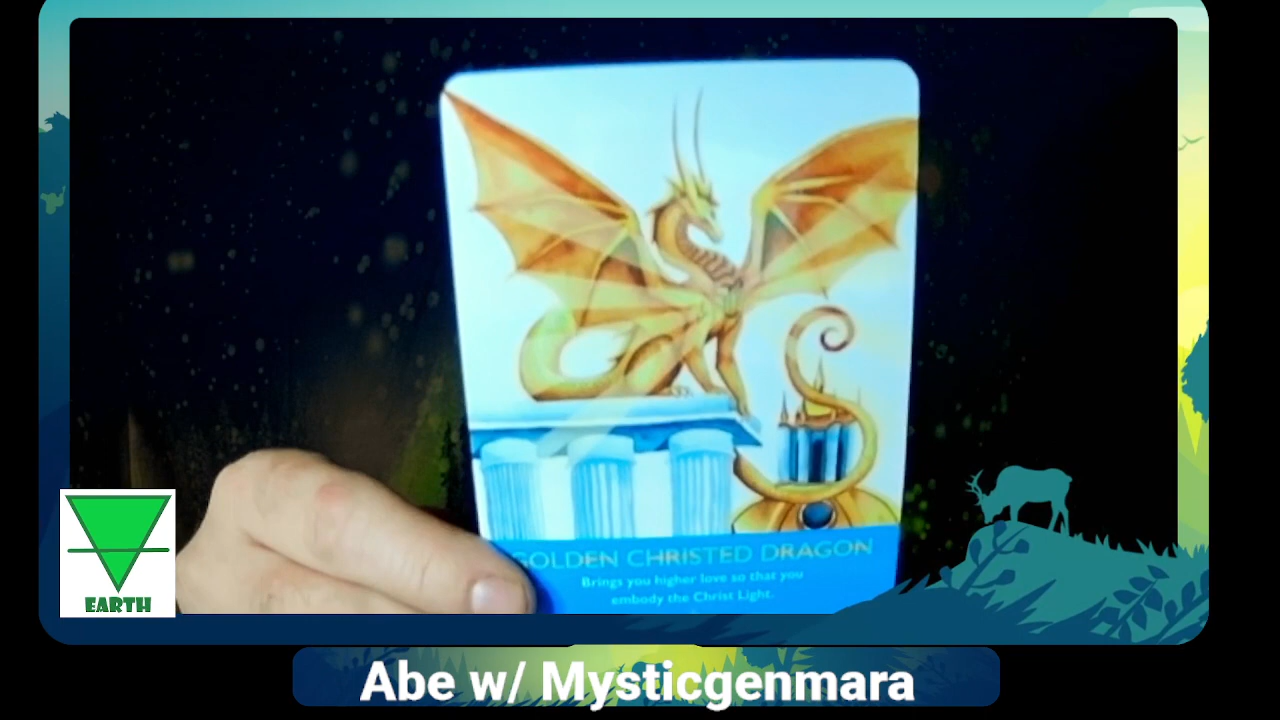 GOLDEN CHRISTED DRAGON
Brings you higher love so that you
embody the Christ Light.
EARTH
Abe w/ Mysticgenmara